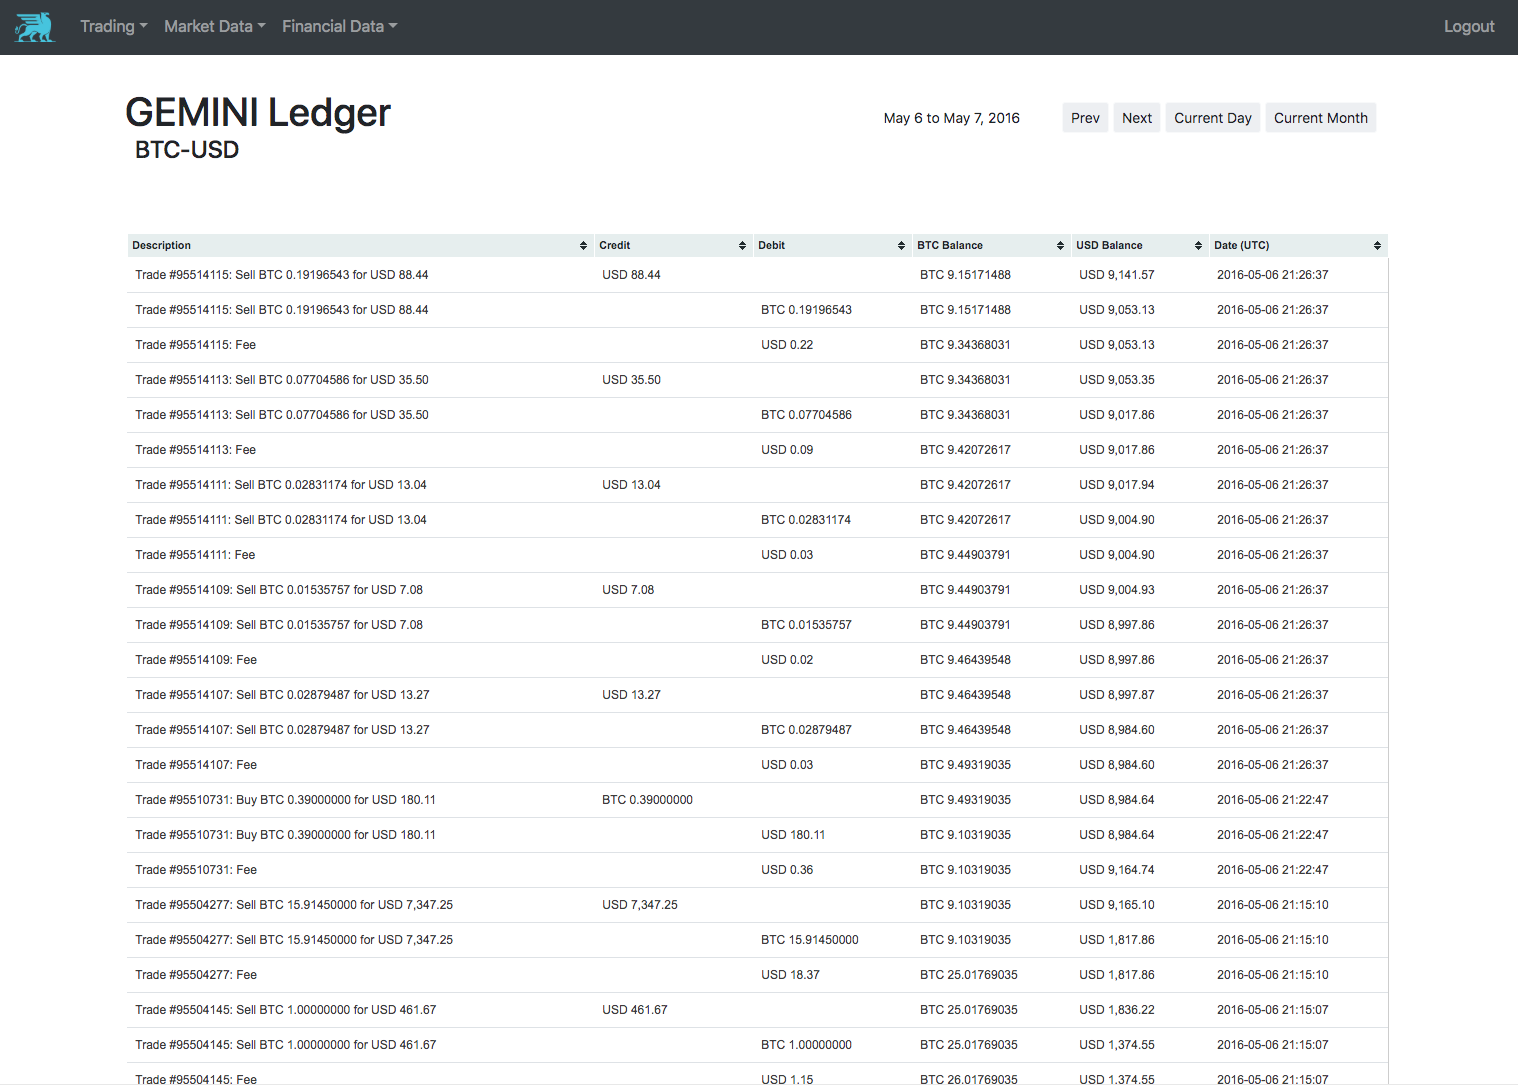 Trading Market Data Financial Data Logout
GEMINI Ledger
BTC-USD
May 6 to May 7, 2016 Prev Next Current Day Current Month
Description Credit Debit BTC Balance USD Balance Date (UTC)
Trade #95514115: Sell BTC 0.19196543 for USD 88.44 USD 88.44 BTC 9.15171488 USD 9,141.57 2016-05-06 21:26:37
Trade #95514115: Sell BTC 0.19196543 for USD 88.44 BTC 0.19196543 BTC 9.15171488 USD 9,053.13 2016-05-06 21:26:37
Trade #95514115: Fee USD 0.22 BTC 9.34368031 USD 9,053.13 2016-05-06 21:26:37
Trade #95514113: Sell BTC 0.07704586 for USD 35.50 USD 35.50 BTC 9.34368031 USD 9,053.35 2016-05-06 21:26:37
Trade #95514113: Sell BTC 0.07704586 for USD 35.50 BTC 0.07704586 BTC 9.34368031 USD 9,017.86 2016-05-06 21:26:37
Trade #95514113: Fee USD 0.09 BTC 9.42072617 USD 9,017.86 2016-05-06 21:26:37
Trade #95514111: Sell BTC 0.02831174 for USD 13.04 USD 13.04 BTC 9.42072617 USD 9,017.94 2016-05-06 21:26:37
Trade #95514111: Sell BTC 0.02831174 for USD 13.04 BTC 0.02831174 BTC 9.42072617 USD 9,004.90 2016-05-06 21:26:37
Trade #95514111: Fee USD 0.03 BTC 9.44903791 USD 9,004.90 2016-05-06 21:26:37
Trade #95514109: Sell BTC 0.01535757 for USD 7.08 USD 7.08 BTC 9.44903791 USD 9,004.93 2016-05-06 21:26:37
Trade #95514109: Sell BTC 0.01535757 for USD 7.08 BTC 0.01535757 BTC 9.44903791 USD 8,997.86 2016-05-06 21:26:37
Trade #95514109: Fee USD 0.02 BTC 9.46439548 USD 8,997.86 2016-05-06 21:26:37
Trade #95514107: Sell BTC 0.02879487 for USD 13.27 USD 13.27 BTC 9.46439548 USD 8,997.87 2016-05-06 21:26:37
Trade #95514107: Sell BTC 0.02879487 for USD 13.27 BTC 0.02879487 BTC 9.46439548 USD 8,984.60 2016-05-06 21:26:37
Trade #95514107: Fee USD 0.03 BTC 9.49319035 USD 8,984.60 2016-05-06 21:26:37
Trade #95510731: Buy BTC 0.39000000 for USD 180.11 BTC 0.39000000 BTC 9.49319035 USD 8,984.64 2016-05-06 21:22:47
Trade #95510731: Buy BTC 0.39000000 for USD 180.11 USD 180.11 BTC 9.10319035 USD 8,984.64 2016-05-06 21:22:47
Trade #95510731: Fee USD 0.36 BTC 9.10319035 USD 9,164.74 2016-05-06 21:22:47
Trade #95504277: Sell BTC 15.91450000 for USD 7,347.25 USD 7,347.25 BTC 9.10319035 USD 9,165.10 2016-05-06 21:15:10
Trade #95504277: Sell BTC 15.91450000 for USD 7,347.25 BTC 15.91450000 BTC 9.10319035 USD 1,817.86 2016-05-06 21:15:10
Trade #95504277: Fee USD 18.37 BTC 25.01769035 USD 1,817.86 2016-05-06 21:15:10
Trade #95504145: Sell BTC 1.00000000 for USD 461.67 USD 461.67 BTC 25.01769035 USD 1,836.22 2016-05-06 21:15:07
Trade #95504145: Sell BTC 1.00000000 for USD 461.67 BTC 1.00000000 BTC 25.01769035 USD 1,374.55 2016-05-06 21:15:07
Trade #95504145: Fee USD 1.15 BTC 26.01769035 USD 1,374.55 2016-05-06 21:15:07